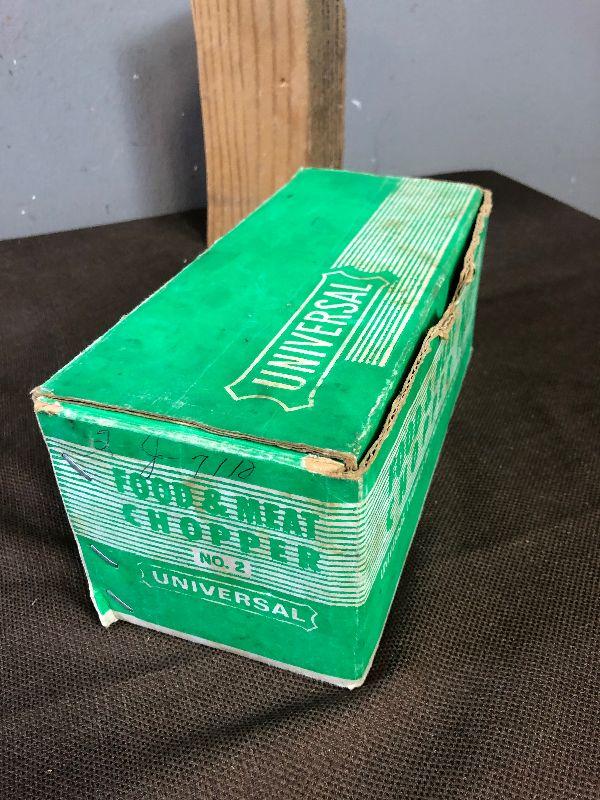 UNIVERSAL
FOOD & MEAT
CHOPPER
NO. 2
UNIVERSAL